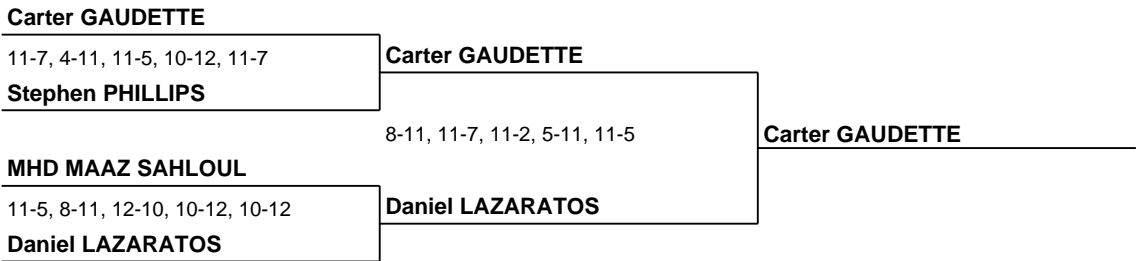 Carter GAUDETTE
11-7, 4-11, 11-5, 10-12, 11-7
Carter GAUDETTE
Stephen PHILLIPS
8-11, 11-7, 11-2, 5-11, 11-5
Carter GAUDETTE
MHD MAAZ SAHLOUL
11-5, 8-11, 12-10, 10-12, 10-12
Daniel LAZARATOS
Daniel LAZARATOS